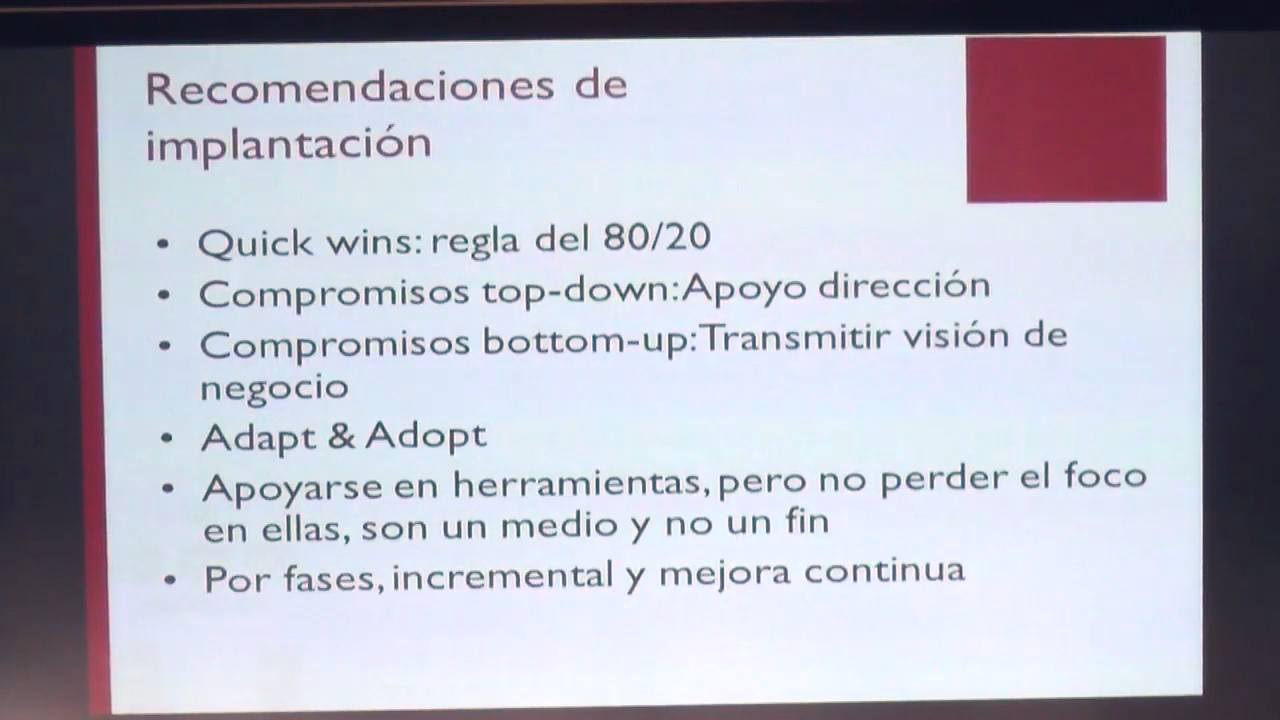 Recomendaciones de
implantación
• Quick wins: regla del 80/20
• Compromisos top-down: Apoyo dirección
• Compromisos bottom-up: Transmitir visión de
negocio
• Adapt & Adopt
• Apoyarse en herramientas, pero no perder el foco
en ellas, son un medio y no un fin
• Por fases, incremental y mejora continua